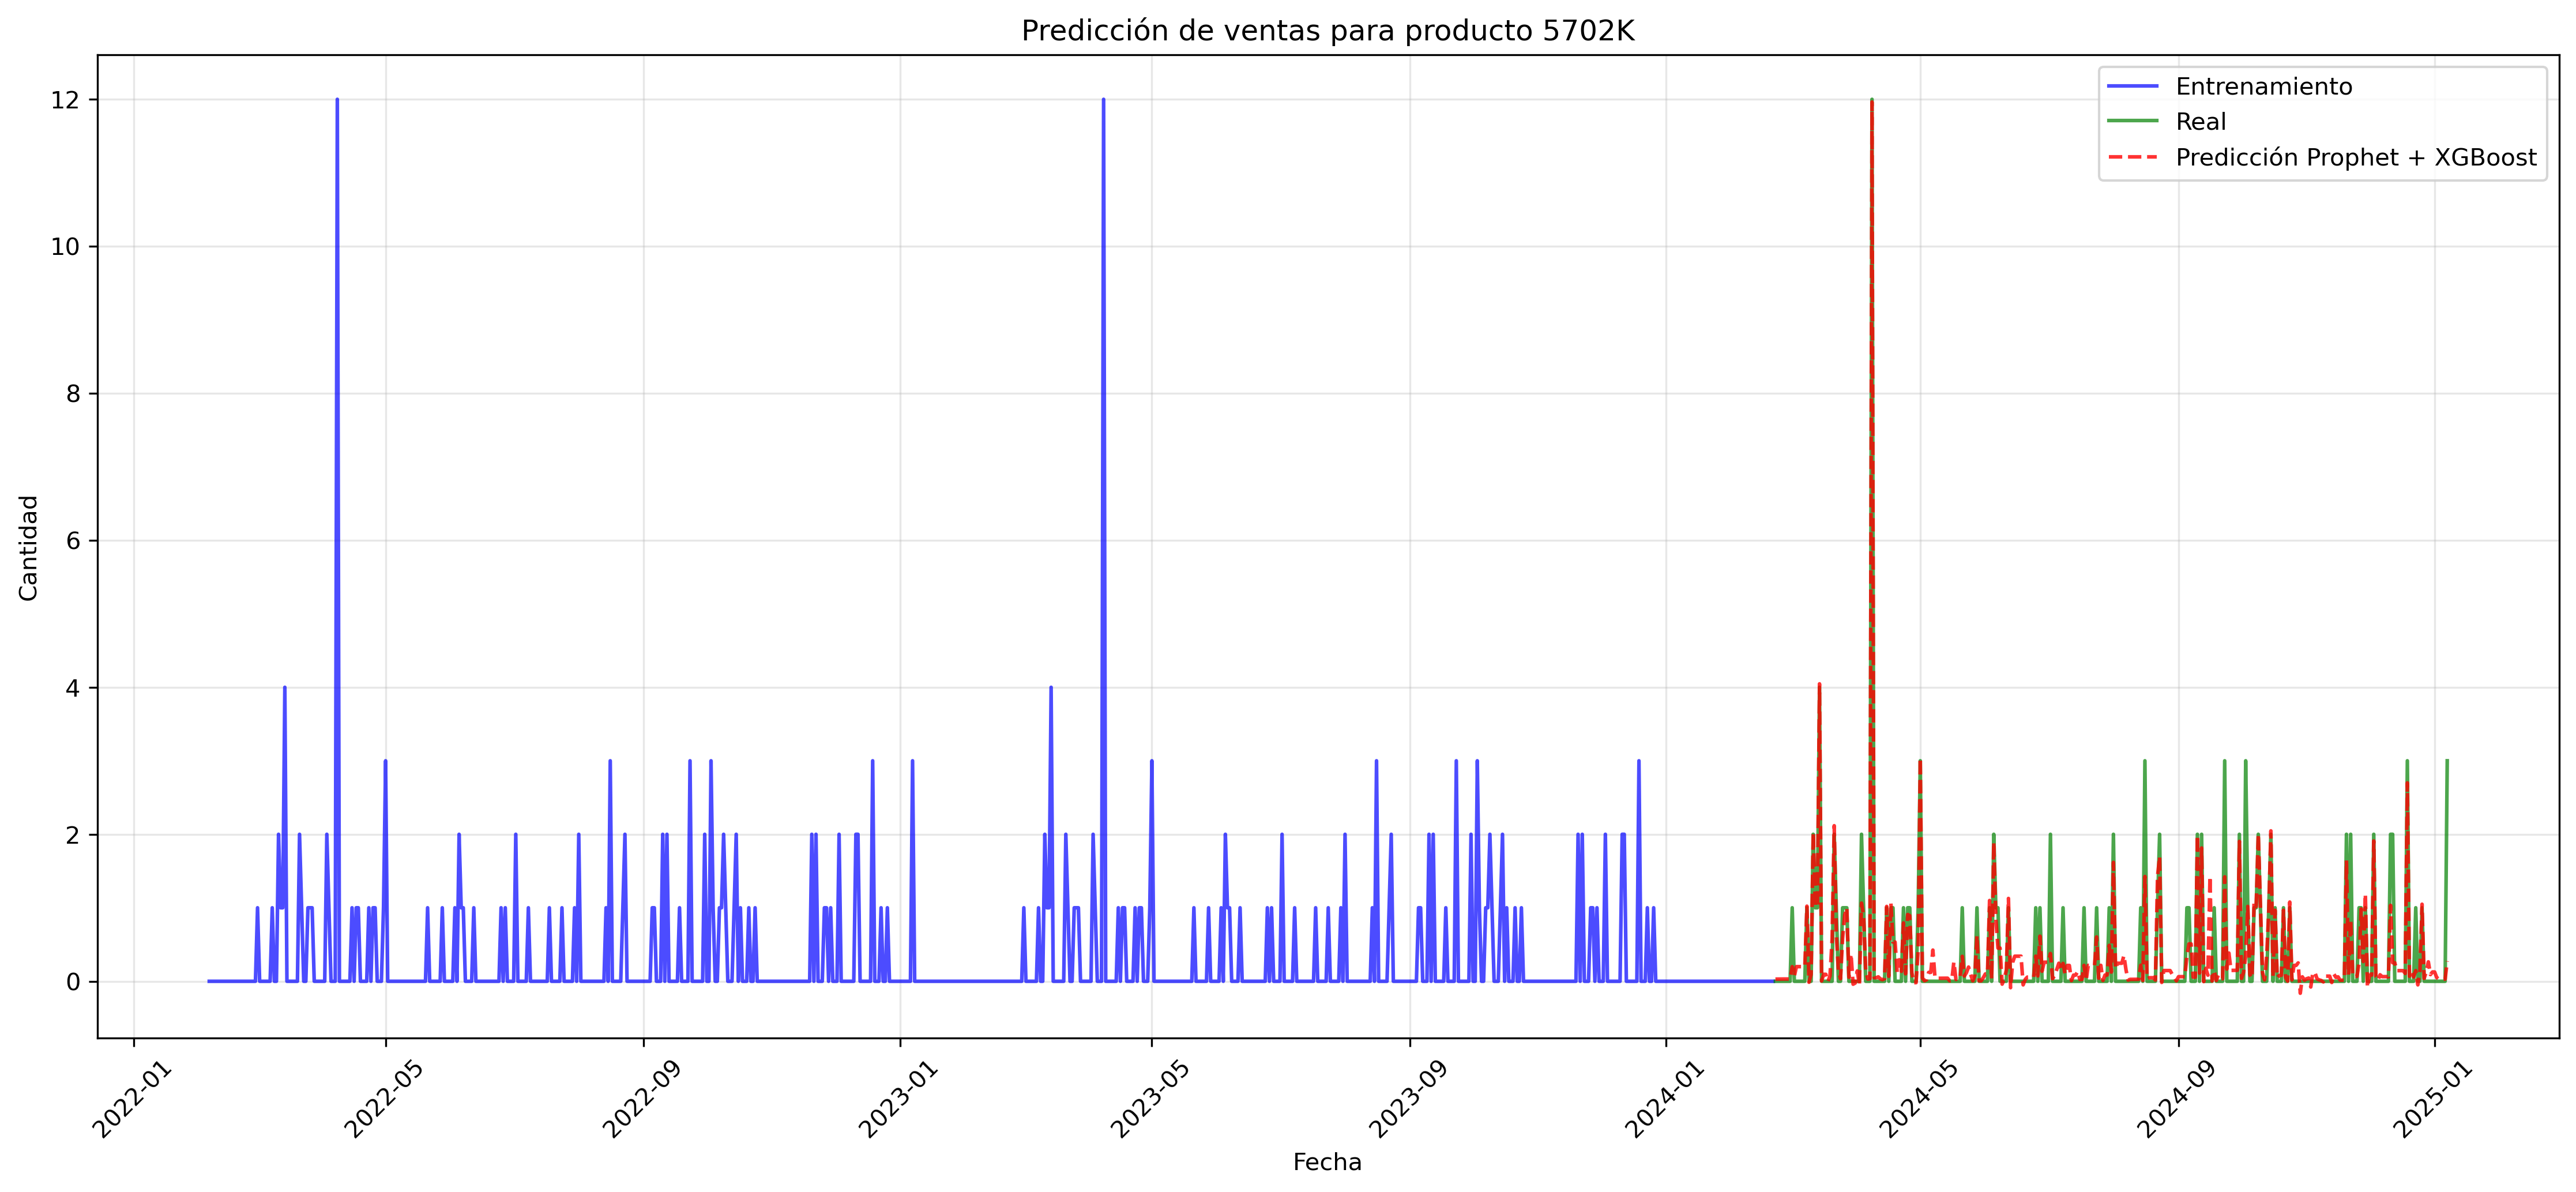 Predicción de ventas para producto 5702K
Entrenamiento
Real
Predicción Prophet + XGBoost
Cantidad
12
10
8
6
4
2
0
2022-01
2022-05
2022-09
2023-01
2023-05
2023-09
2024-01
2024-05
2024-09
2025-01
Fecha